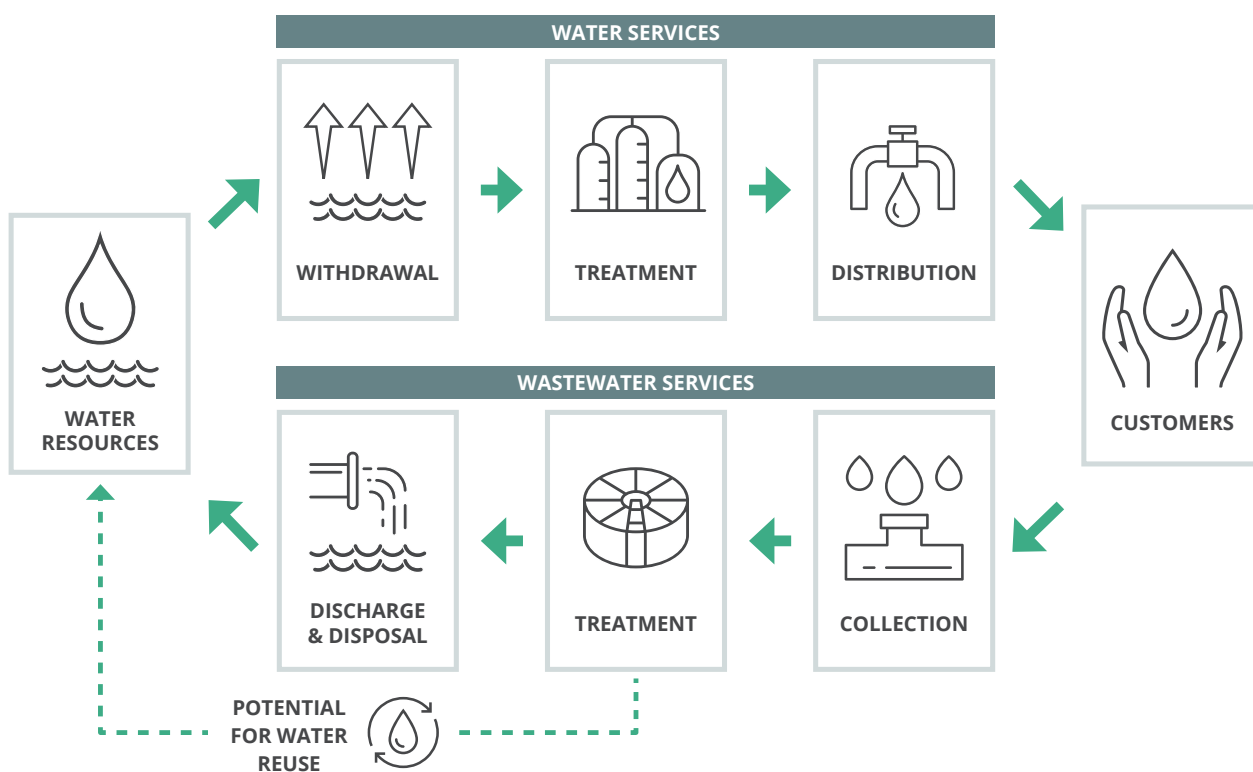 WATER SERVICES
WITHDRAWAL
TREATMENT
DISTRIBUTION
WATER
RESOURCES
CUSTOMERS
WASTEWATER SERVICES
DISCHARGE
& DISPOSAL
TREATMENT
COLLECTION
POTENTIAL
FOR WATER
REUSE